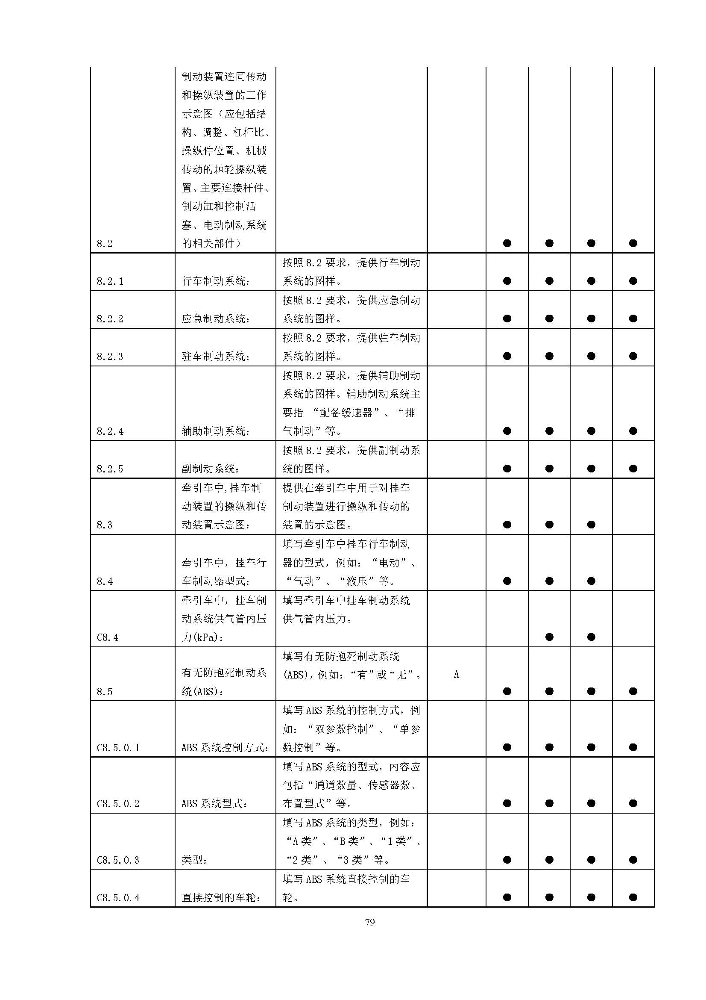 制动装置连同传动
和操纵装置的工作
示意图（应包括结
构、调整、杠杆比、
操纵件位置、机械
传动的棘轮操纵装
置、主要连接杆件、
制动缸和控制活
塞、电动制动系统
8.2 的相关部件） ● ● ● ●
按照 8.2 要求，提供行车制动
8.2.1 行车制动系统： 系统的图样。 ● ● ● ●
按照 8.2 要求，提供应急制动
8.2.2 应急制动系统： 系统的图样。 ● ● ● ●
按照 8.2 要求，提供驻车制动
8.2.3 驻车制动系统： 系统的图样。 ● ● ● ●
按照 8.2 要求，提供辅助制动
系统的图样。辅助制动系统主
要指 “配备缓速器”、“排
8.2.4 辅助制动系统： 气制动”等。 ● ● ● ●
按照 8.2 要求，提供副制动系
8.2.5 副制动系统： 统的图样。 ● ● ● ●
牵引车中,挂车制 提供在牵引车中用于对挂车
动装置的操纵和传 制动装置进行操纵和传动的
8.3 动装置示意图： 装置的示意图。 ● ● ●
填写牵引车中挂车行车制动
牵引车中，挂车行 器的型式，例如：“电动”、
8.4 车制动器型式： “气动”、“液压”等。 ● ● ●
牵引车中，挂车制 填写牵引车中挂车制动系统
动系统供气管内压 供气管内压力。
C8.4 力(kPa)： ● ●
填写有无防抱死制动系统
有无防抱死制动系 (ABS),例如：“有”或“无”。 A
8.5 统(ABS)： ● ● ● ●
填写 ABS 系统的控制方式，例
如：“双参数控制”、“单参
C8.5.0.1 ABS 系统控制方式： 数控制”等。 ● ● ● ●
填写 ABS 系统的型式，内容应
包括“通道数量、传感器数、
C8.5.0.2 ABS 系统型式： 布置型式”等。 ● ● ● ●
填写 ABS 系统的类型，例如：
“A 类”、“B 类”、“1 类”、
C8.5.0.3 类型： “2 类”、“3 类”等。 ● ● ● ●
填写 ABS 系统直接控制的车
C8.5.0.4 直接控制的车轮： 轮。 ● ● ● ●
79